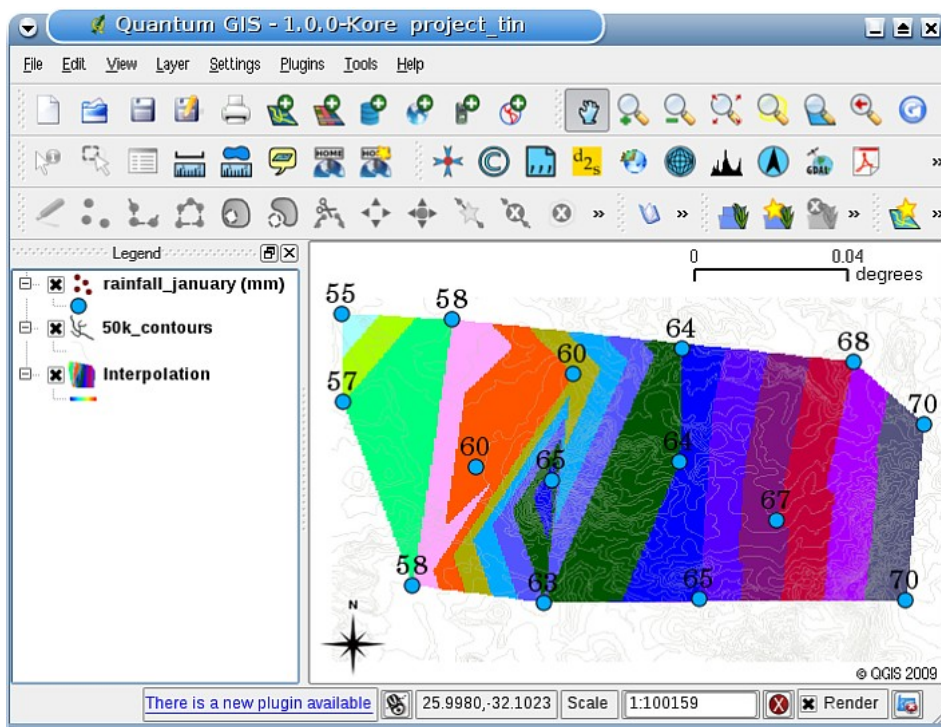 Quantum GIS - 1.0.0-Kore project_tin
File Edit View Layer Settings Plugins Tools Help
HOME
d2s
GDAL
Legend
rainfall_january (mm)
50k_contours
Interpolation
0 0.04
degrees
55
58
64
68
60
57
70
60
65
64
67
58
63
65
70
N
© QGIS 2009
There is a new plugin available 25.9980,-32.1023 Scale 1:100159 Render